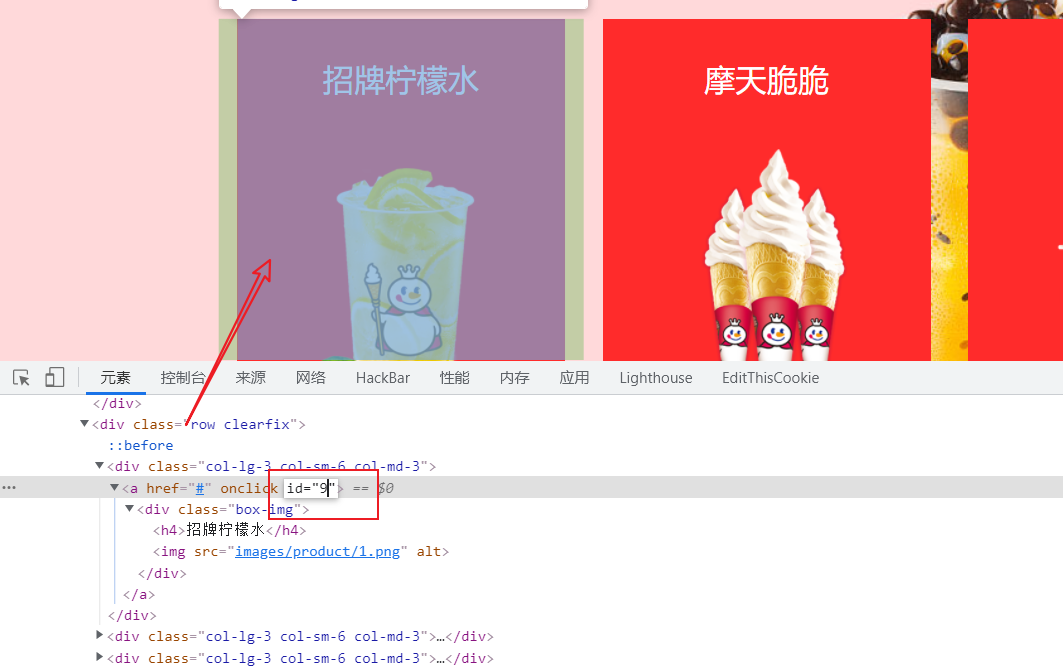 招牌柠檬水 摩天脆脆
元素 控制台 来源 网络 HackBar 性能 内存 应用 Lighthouse EditThisCookie
</div>
▼<div class="row clearfix">
::before
▼<div class="col-lg-3 col-sm-6 col-md-3">
••• ▼<a href="#" onclick id="9"> == $0
▼<div class="box-img">
<h4>招牌柠檬水</h4>
<img src="images/product/1.png" alt>
</div>
</a>
</div>
▶<div class="col-lg-3 col-sm-6 col-md-3">…</div>
▶<div class="col-lg-3 col-sm-6 col-md-3">…</div>